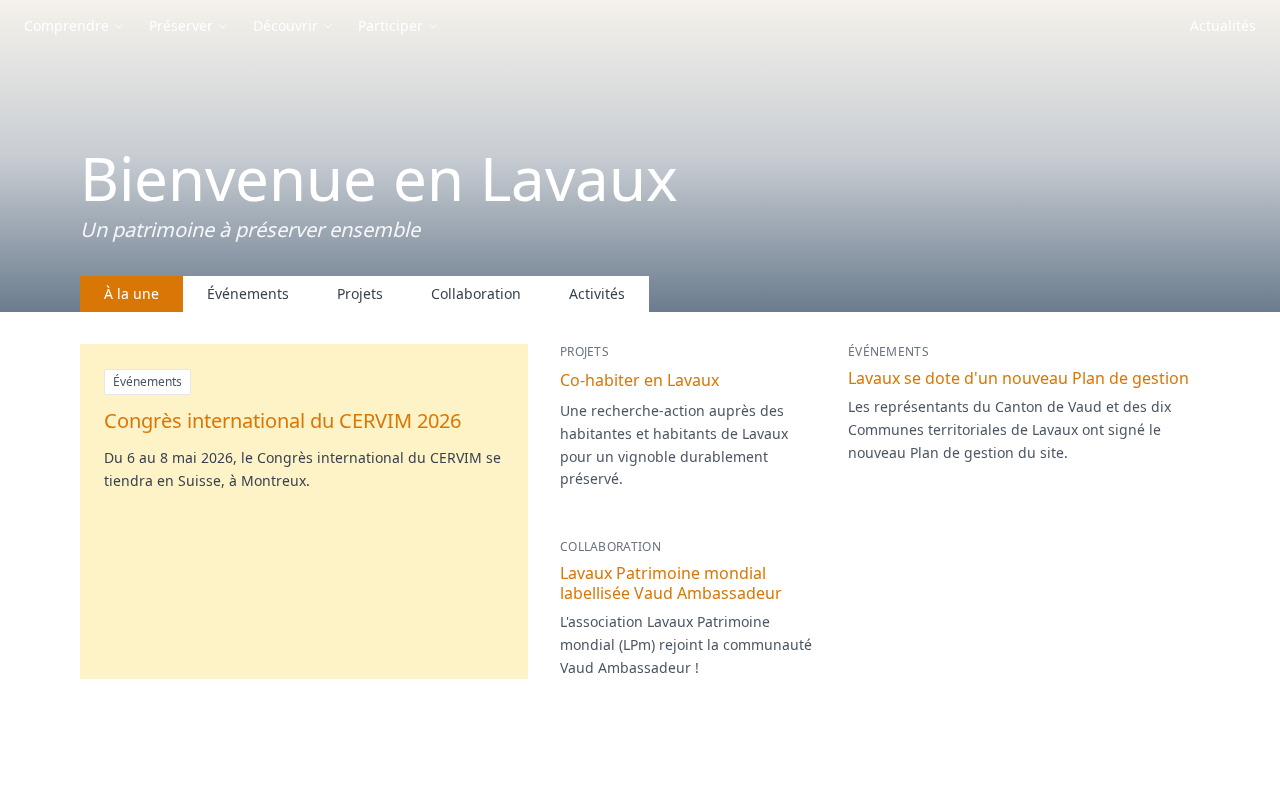 Comprendre
Préserver
Découvrir
Participer
Actualités
Bienvenue en Lavaux
Un patrimoine à préserver ensemble
À la une
Événements
Projets
Collaboration
Activités
Événements
Congrès international du CERVIM 2026
Du 6 au 8 mai 2026, le Congrès international du CERVIM se
tiendra en Suisse, à Montreux.
PROJETS
Co-habiter en Lavaux
Une recherche-action auprès des
habitantes et habitants de Lavaux
pour un vignoble durablement
préservé.
COLLABORATION
Lavaux Patrimoine mondial
labellisée Vaud Ambassadeur
L'association Lavaux Patrimoine
mondial (LPm) rejoint la communauté
Vaud Ambassadeur !
ÉVÉNEMENTS
Lavaux se dote d'un nouveau Plan de gestion
Les représentants du Canton de Vaud et des dix
Communes territoriales de Lavaux ont signé le
nouveau Plan de gestion du site.